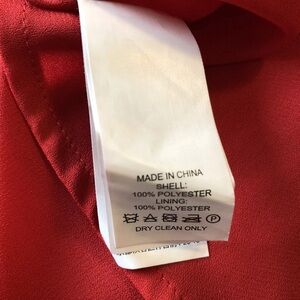 MADE IN CHINA
SHELL:
100% POLYESTER
LINING:
100% POLYESTER
P
DRY CLEAN ONLY